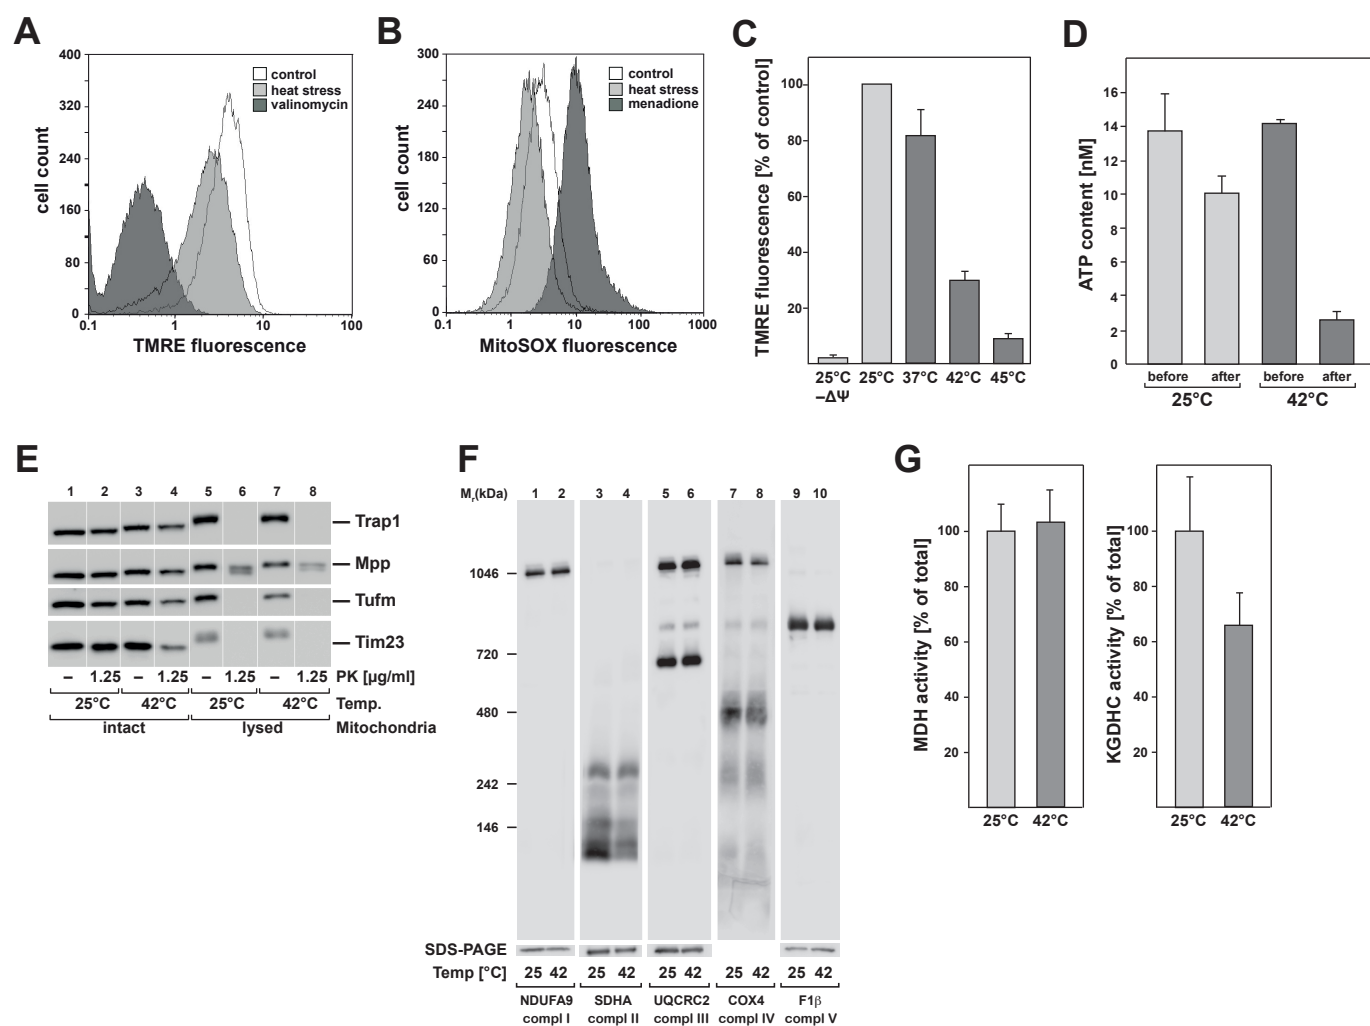 A
400
320
240
160
80
0
cell count
control
heat stress
valinomycin
0.1 1 10 100
TMRE fluorescence
B
300
240
180
120
60
0
cell count
control
heat stress
menadione
0.1 1 10 100 1000
MitoSOX fluorescence
C
TMRE fluorescence [% of control]
100
80
60
40
20
25°C 25°C 37°C 42°C 45°C
–ΔΨ
D
ATP content [nM]
16
14
12
10
8
6
4
2
0
before after before after
25°C 42°C
E
1 2 3 4 5 6 7 8
Trap1
Mpp
Tufm
Tim23
– 1.25 – 1.25 – 1.25 – 1.25 PK [µg/ml]
25°C 42°C 25°C 42°C Temp.
intact lysed Mitochondria
F
Mr(kDa) 1 2 3 4 5 6 7 8 9 10
1046
720
480
242
146
SDS-PAGE
Temp [°C] 25 42 25 42 25 42 25 42 25 42
NDUFA9 SDHA UQCRC2 COX4 F1β
compl I compl II compl III compl IV compl V
G
MDH activity [% of total]
100
80
60
40
20
25°C 42°C
KGDHC activity [% of total]
100
80
60
40
20
25°C 42°C